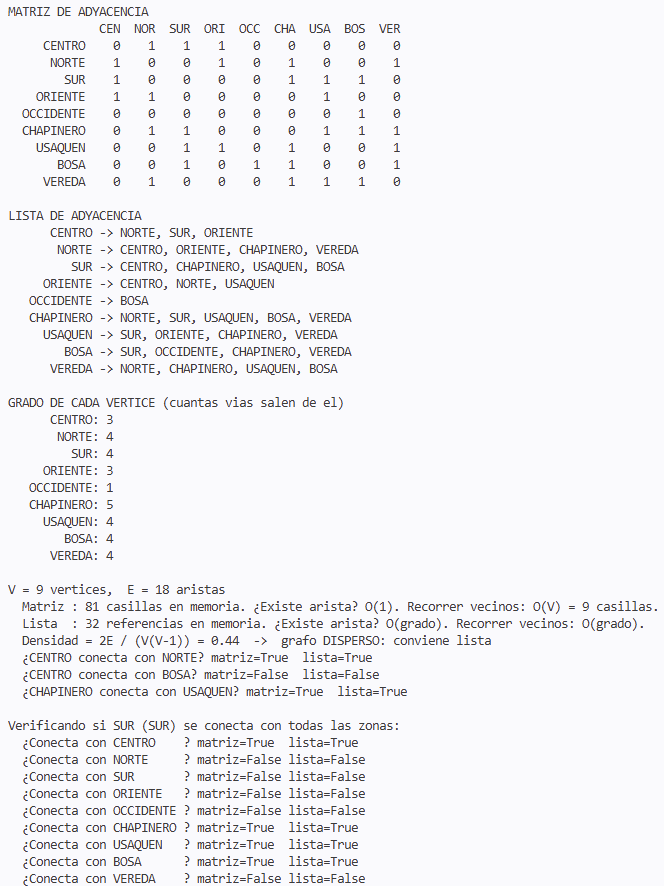 MATRIZ DE ADYACENCIA
            CEN  NOR  SUR  ORI  OCC  CHA  USA  BOS  VER
     CENTRO    0    1    1    1    0    0    0    0    0
      NORTE    1    0    0    1    0    1    0    0    1
        SUR    1    0    0    0    0    1    1    1    0
    ORIENTE    1    1    0    0    0    0    1    0    0
  OCCIDENTE    0    0    0    0    0    0    0    1    0
  CHAPINERO    0    1    1    0    0    0    1    1    1
    USAQUEN    0    0    1    1    0    1    0    0    1
       BOSA    0    0    1    0    1    1    0    0    1
     VEREDA    0    1    0    0    0    1    1    1    0
LISTA DE ADYACENCIA
      CENTRO -> NORTE, SUR, ORIENTE
       NORTE -> CENTRO, ORIENTE, CHAPINERO, VEREDA
         SUR -> CENTRO, CHAPINERO, USAQUEN, BOSA
     ORIENTE -> CENTRO, NORTE, USAQUEN
   OCCIDENTE -> BOSA
   CHAPINERO -> NORTE, SUR, USAQUEN, BOSA, VEREDA
     USAQUEN -> SUR, ORIENTE, CHAPINERO, VEREDA
        BOSA -> SUR, OCCIDENTE, CHAPINERO, VEREDA
      VEREDA -> NORTE, CHAPINERO, USAQUEN, BOSA
GRADO DE CADA VERTICE (cuantas vias salen de el)
      CENTRO: 3
       NORTE: 4
         SUR: 4
     ORIENTE: 3
   OCCIDENTE: 1
   CHAPINERO: 5
     USAQUEN: 4
        BOSA: 4
      VEREDA: 4
V = 9 vertices,  E = 18 aristas
  Matriz : 81 casillas en memoria. ¿Existe arista? O(1). Recorrer vecinos: O(V) = 9 casillas.
  Lista  : 32 referencias en memoria. ¿Existe arista? O(grado). Recorrer vecinos: O(grado).
  Densidad = 2E / (V(V-1)) = 0.44  ->  grafo DISPERSO: conviene lista
  ¿CENTRO conecta con NORTE? matriz=True  lista=True
  ¿CENTRO conecta con BOSA? matriz=False  lista=False
  ¿CHAPINERO conecta con USAQUEN? matriz=True  lista=True
Verificando si SUR (SUR) se conecta con todas las zonas:
  ¿Conecta con CENTRO    ? matriz=True  lista=True
  ¿Conecta con NORTE     ? matriz=False lista=False
  ¿Conecta con SUR       ? matriz=False lista=False
  ¿Conecta con ORIENTE   ? matriz=False lista=False
  ¿Conecta con OCCIDENTE ? matriz=False lista=False
  ¿Conecta con CHAPINERO ? matriz=True  lista=True
  ¿Conecta con USAQUEN   ? matriz=True  lista=True
  ¿Conecta con BOSA      ? matriz=True  lista=True
  ¿Conecta con VEREDA    ? matriz=False lista=False